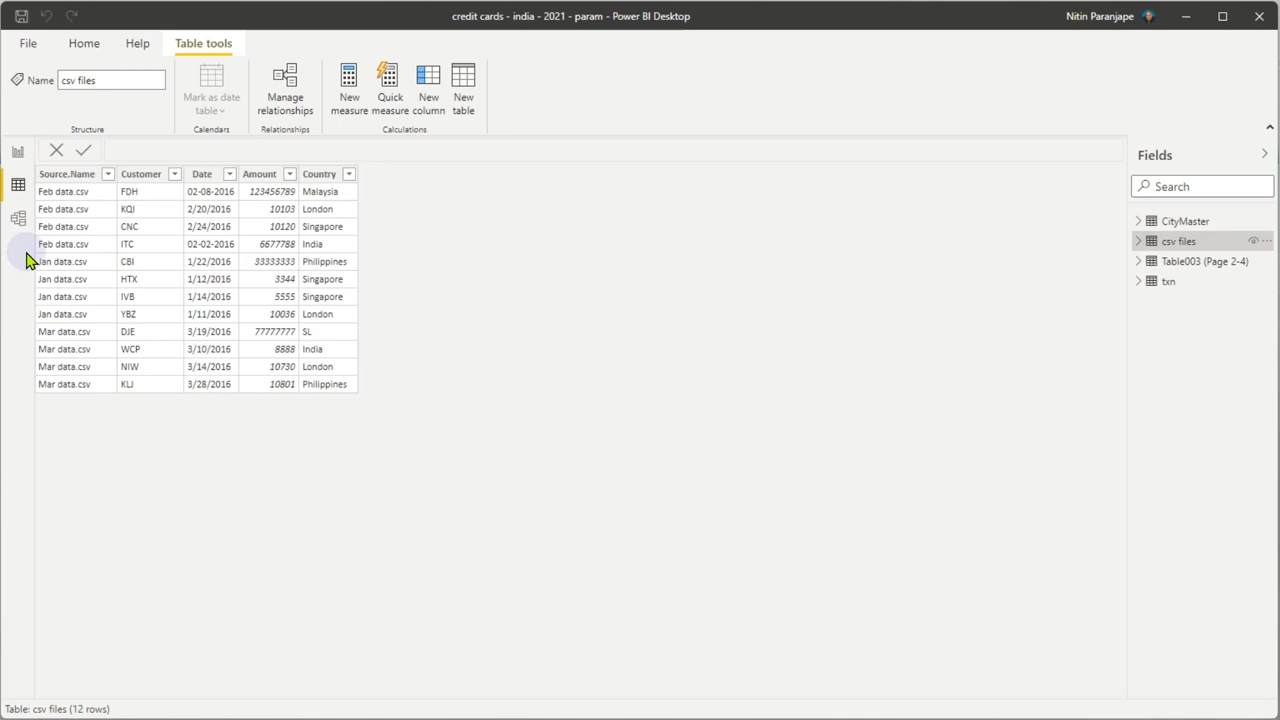 credit cards - india - 2021 - param - Power BI Desktop
Nitin Paranjape
File Home Help Table tools
Name csv files
Mark as date table
Manage relationships
New measure
Quick measure
New column
New table
Structure Calendars Relationships Calculations
Source.Name Customer Date Amount Country
Feb data.csv FDH 02-08-2016 123456789 Malaysia
Feb data.csv KQI 2/20/2016 10103 London
Feb data.csv CNC 2/24/2016 10120 Singapore
Feb data.csv ITC 02-02-2016 6677788 India
Jan data.csv CBI 1/22/2016 33333333 Philippines
Jan data.csv HTX 1/12/2016 3344 Singapore
Jan data.csv IVB 1/14/2016 5555 Singapore
Jan data.csv YBZ 1/11/2016 10036 London
Mar data.csv DJE 3/19/2016 77777777 SL
Mar data.csv WCP 3/10/2016 8888 India
Mar data.csv NIW 3/14/2016 10730 London
Mar data.csv KLJ 3/28/2016 10801 Philippines
Fields
Search
CityMaster
csv files
Table003 (Page 2-4)
txn
Table: csv files (12 rows)